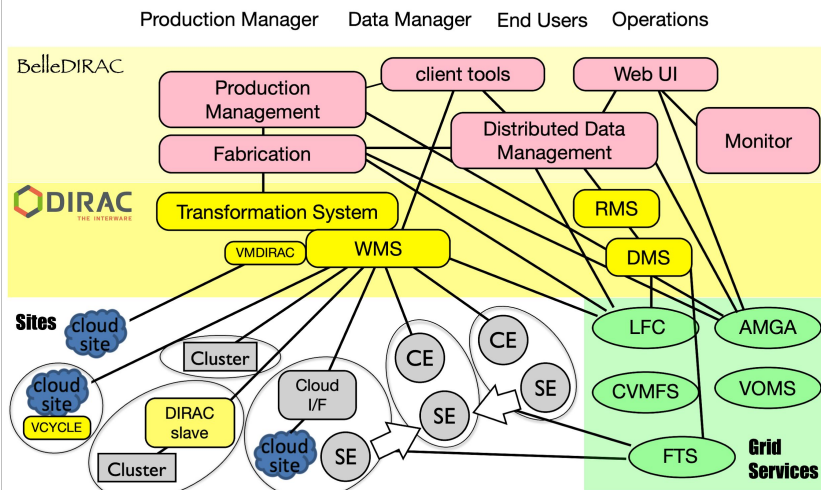 Production Manager
Data Manager
End Users
Operations
BelleDIRAC
Production
Management
client tools
Web UI
Fabrication
Distributed Data
Management
Monitor
DIRAC
THE INTERWARE
Transformation System
RMS
VMDIRAC
WMS
DMS
Sites
cloud
site
Cluster
CE
CE
LFC
AMGA
cloud
site
VCYCLE
DIRAC
slave
Cloud
I/F
SE
SE
CVMFS
VOMS
Cluster
cloud
site
SE
FTS
Grid
Services